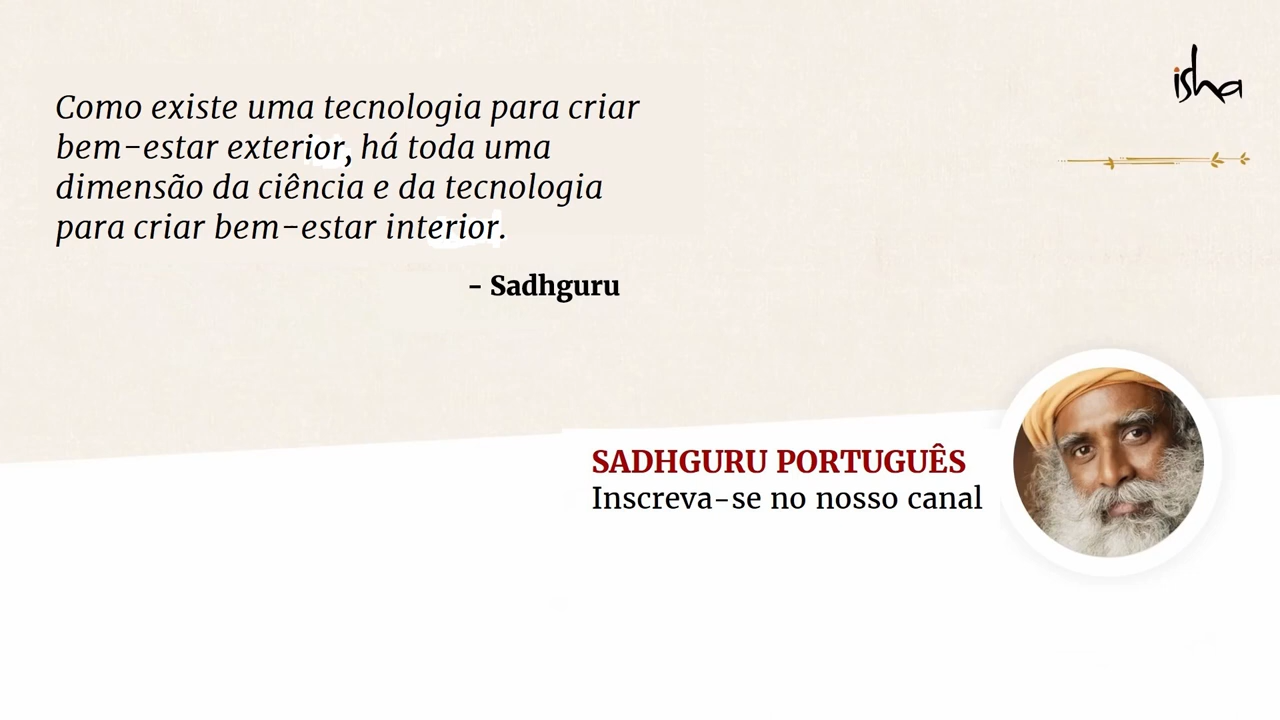 Como existe uma tecnologia para criar
bem-estar exterior, há toda uma
dimensão da ciência e da tecnologia
para criar bem-estar interior.
- Sadhguru
isha
SADHGURU PORTUGUÊS
Inscreva-se no nosso canal